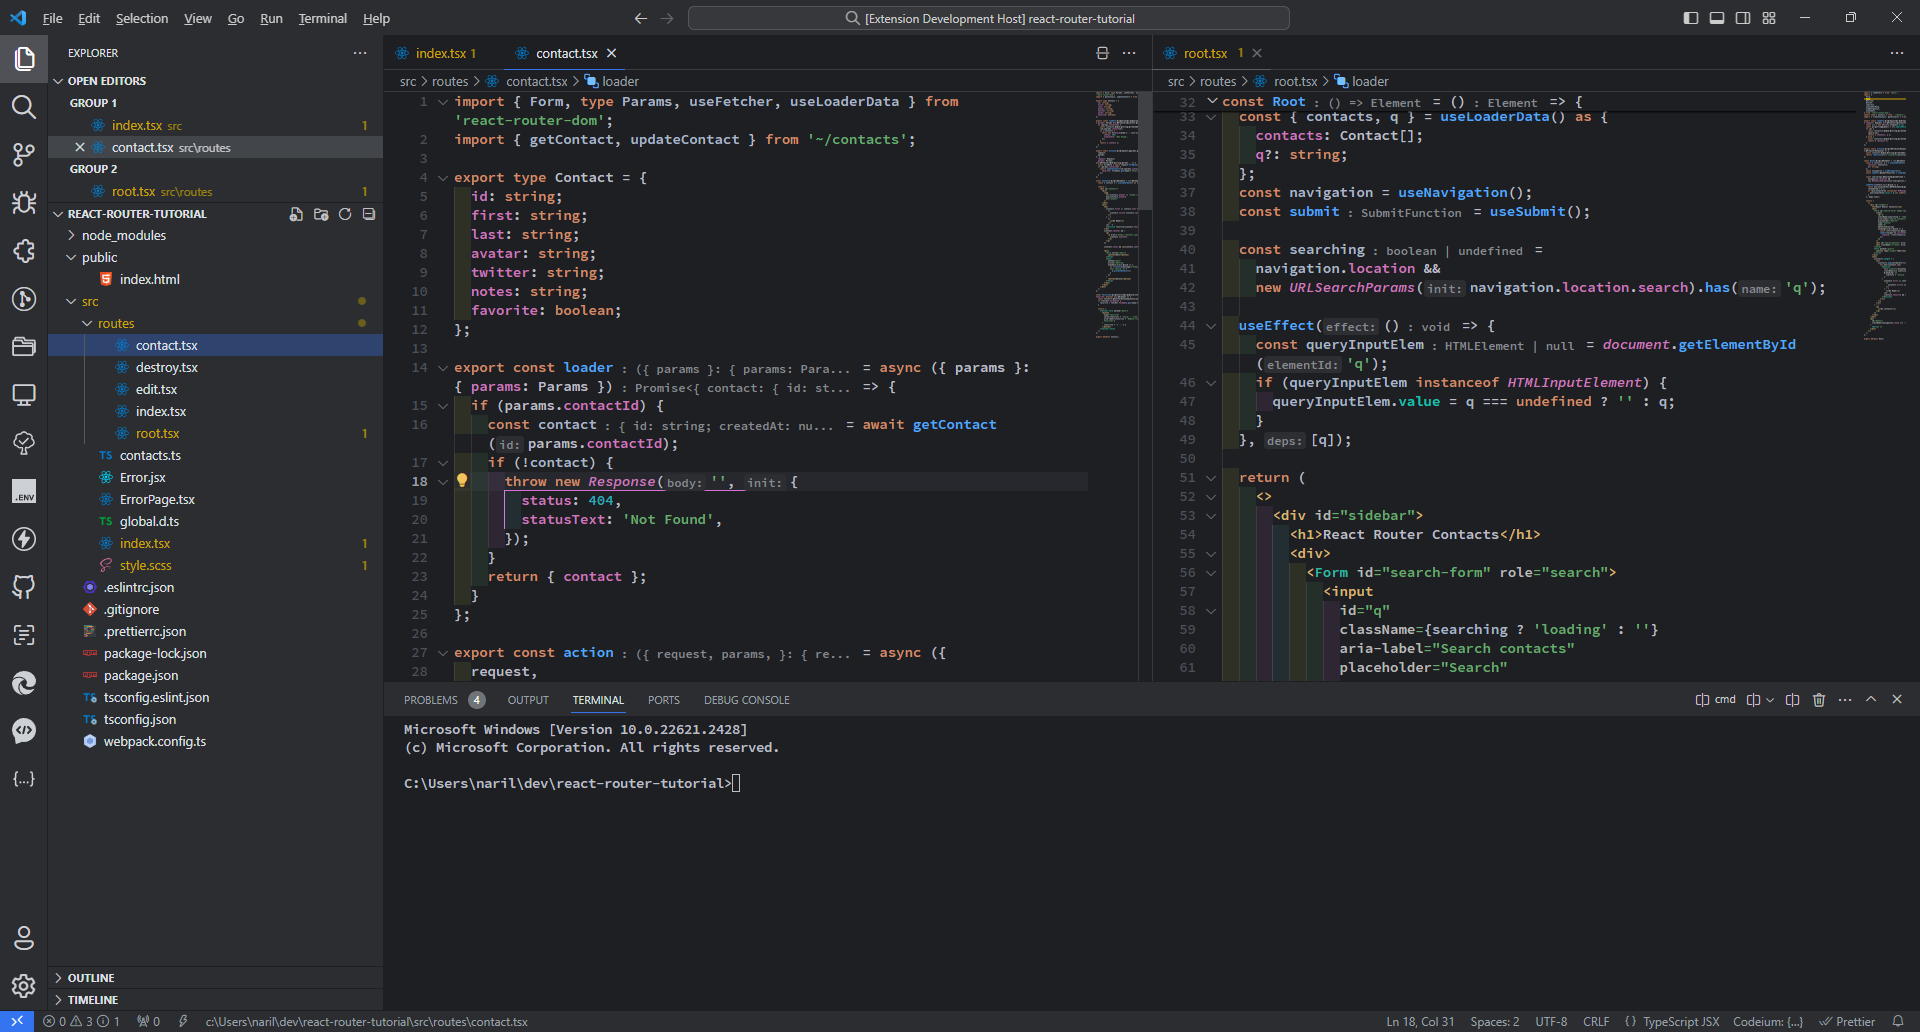 File Edit Selection View Go Run Terminal Help
[Extension Development Host] react-router-tutorial
EXPLORER
OPEN EDITORS
GROUP 1
index.tsx src 1
contact.tsx src\routes
GROUP 2
root.tsx src\routes 1
REACT-ROUTER-TUTORIAL
node_modules
public
index.html
src
routes
contact.tsx
destroy.tsx
edit.tsx
index.tsx
root.tsx 1
TS contacts.ts
Error.jsx
ErrorPage.tsx
TS global.d.ts
index.tsx 1
style.scss 1
.eslintrc.json
.gitignore
.prettierrc.json
package-lock.json
package.json
tsconfig.eslint.json
tsconfig.json
webpack.config.ts
OUTLINE
TIMELINE
.ENV
index.tsx 1 contact.tsx
src > routes > contact.tsx > loader
1 import { Form, type Params, useFetcher, useLoaderData } from
'react-router-dom';
2 import { getContact, updateContact } from '~/contacts';
3
4 export type Contact = {
5 id: string;
6 first: string;
7 last: string;
8 avatar: string;
9 twitter: string;
10 notes: string;
11 favorite: boolean;
12 };
13
14 export const loader : ({ params }: { params: Para... = async ({ params }:
{ params: Params }) : Promise<{ contact: { id: st... => {
15 if (params.contactId) {
16 const contact : { id: string; createdAt: nu... = await getContact
(id: params.contactId);
17 if (!contact) {
18 throw new Response(body: '', init: {
19 status: 404,
20 statusText: 'Not Found',
21 });
22 }
23 return { contact };
24 }
25 };
26
27 export const action : ({ request, params, }: { re... = async ({
28 request,
root.tsx 1
src > routes > root.tsx > loader
32 const Root : () => Element = () : Element => {
33 const { contacts, q } = useLoaderData() as {
34 contacts: Contact[];
35 q?: string;
36 };
37 const navigation = useNavigation();
38 const submit : SubmitFunction = useSubmit();
39
40 const searching : boolean | undefined =
41 navigation.location &&
42 new URLSearchParams(init: navigation.location.search).has(name: 'q');
43
44 useEffect(effect: () : void => {
45 const queryInputElem : HTMLElement | null = document.getElementById
(elementId: 'q');
46 if (queryInputElem instanceof HTMLInputElement) {
47 queryInputElem.value = q === undefined ? '' : q;
48 }
49 }, deps: [q]);
50
51 return (
52 <>
53 <div id="sidebar">
54 <h1>React Router Contacts</h1>
55 <div>
56 <Form id="search-form" role="search">
57 <input
58 id="q"
59 className={searching ? 'loading' : ''}
60 aria-label="Search contacts"
61 placeholder="Search"
PROBLEMS 4 OUTPUT TERMINAL PORTS DEBUG CONSOLE
cmd
Microsoft Windows [Version 10.0.22621.2428]
(c) Microsoft Corporation. All rights reserved.
C:\Users\naril\dev\react-router-tutorial>
0 3 1 0 c:\Users\naril\dev\react-router-tutorial\src\routes\contact.tsx
Ln 18, Col 31 Spaces: 2 UTF-8 CRLF {} TypeScript JSX Codeium: {...} Prettier